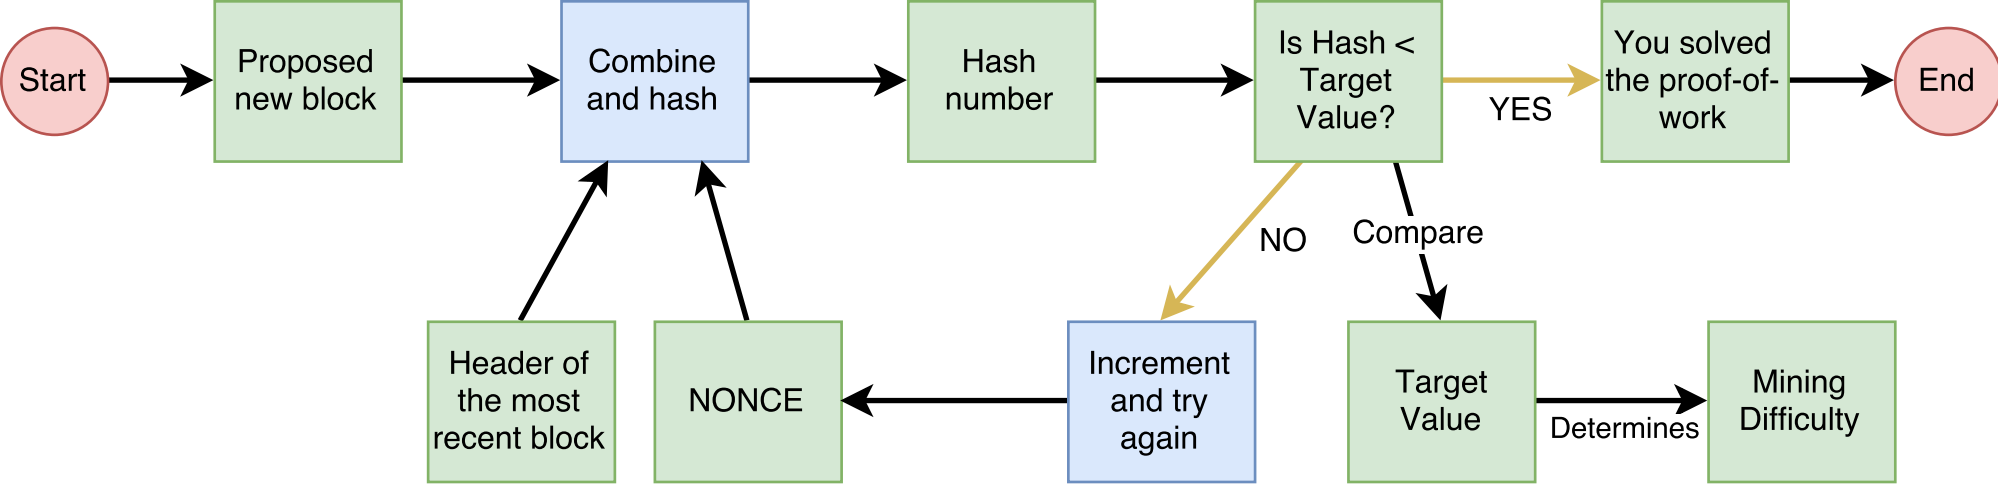 Start
Proposed
new block
Combine
and hash
Hash
number
Is Hash <
Target
Value?
YES
You solved
the proof-of-
work
End
NO
Compare
Header of
the most
recent block
NONCE
Increment
and try
again
Target
Value
Determines
Mining
Difficulty